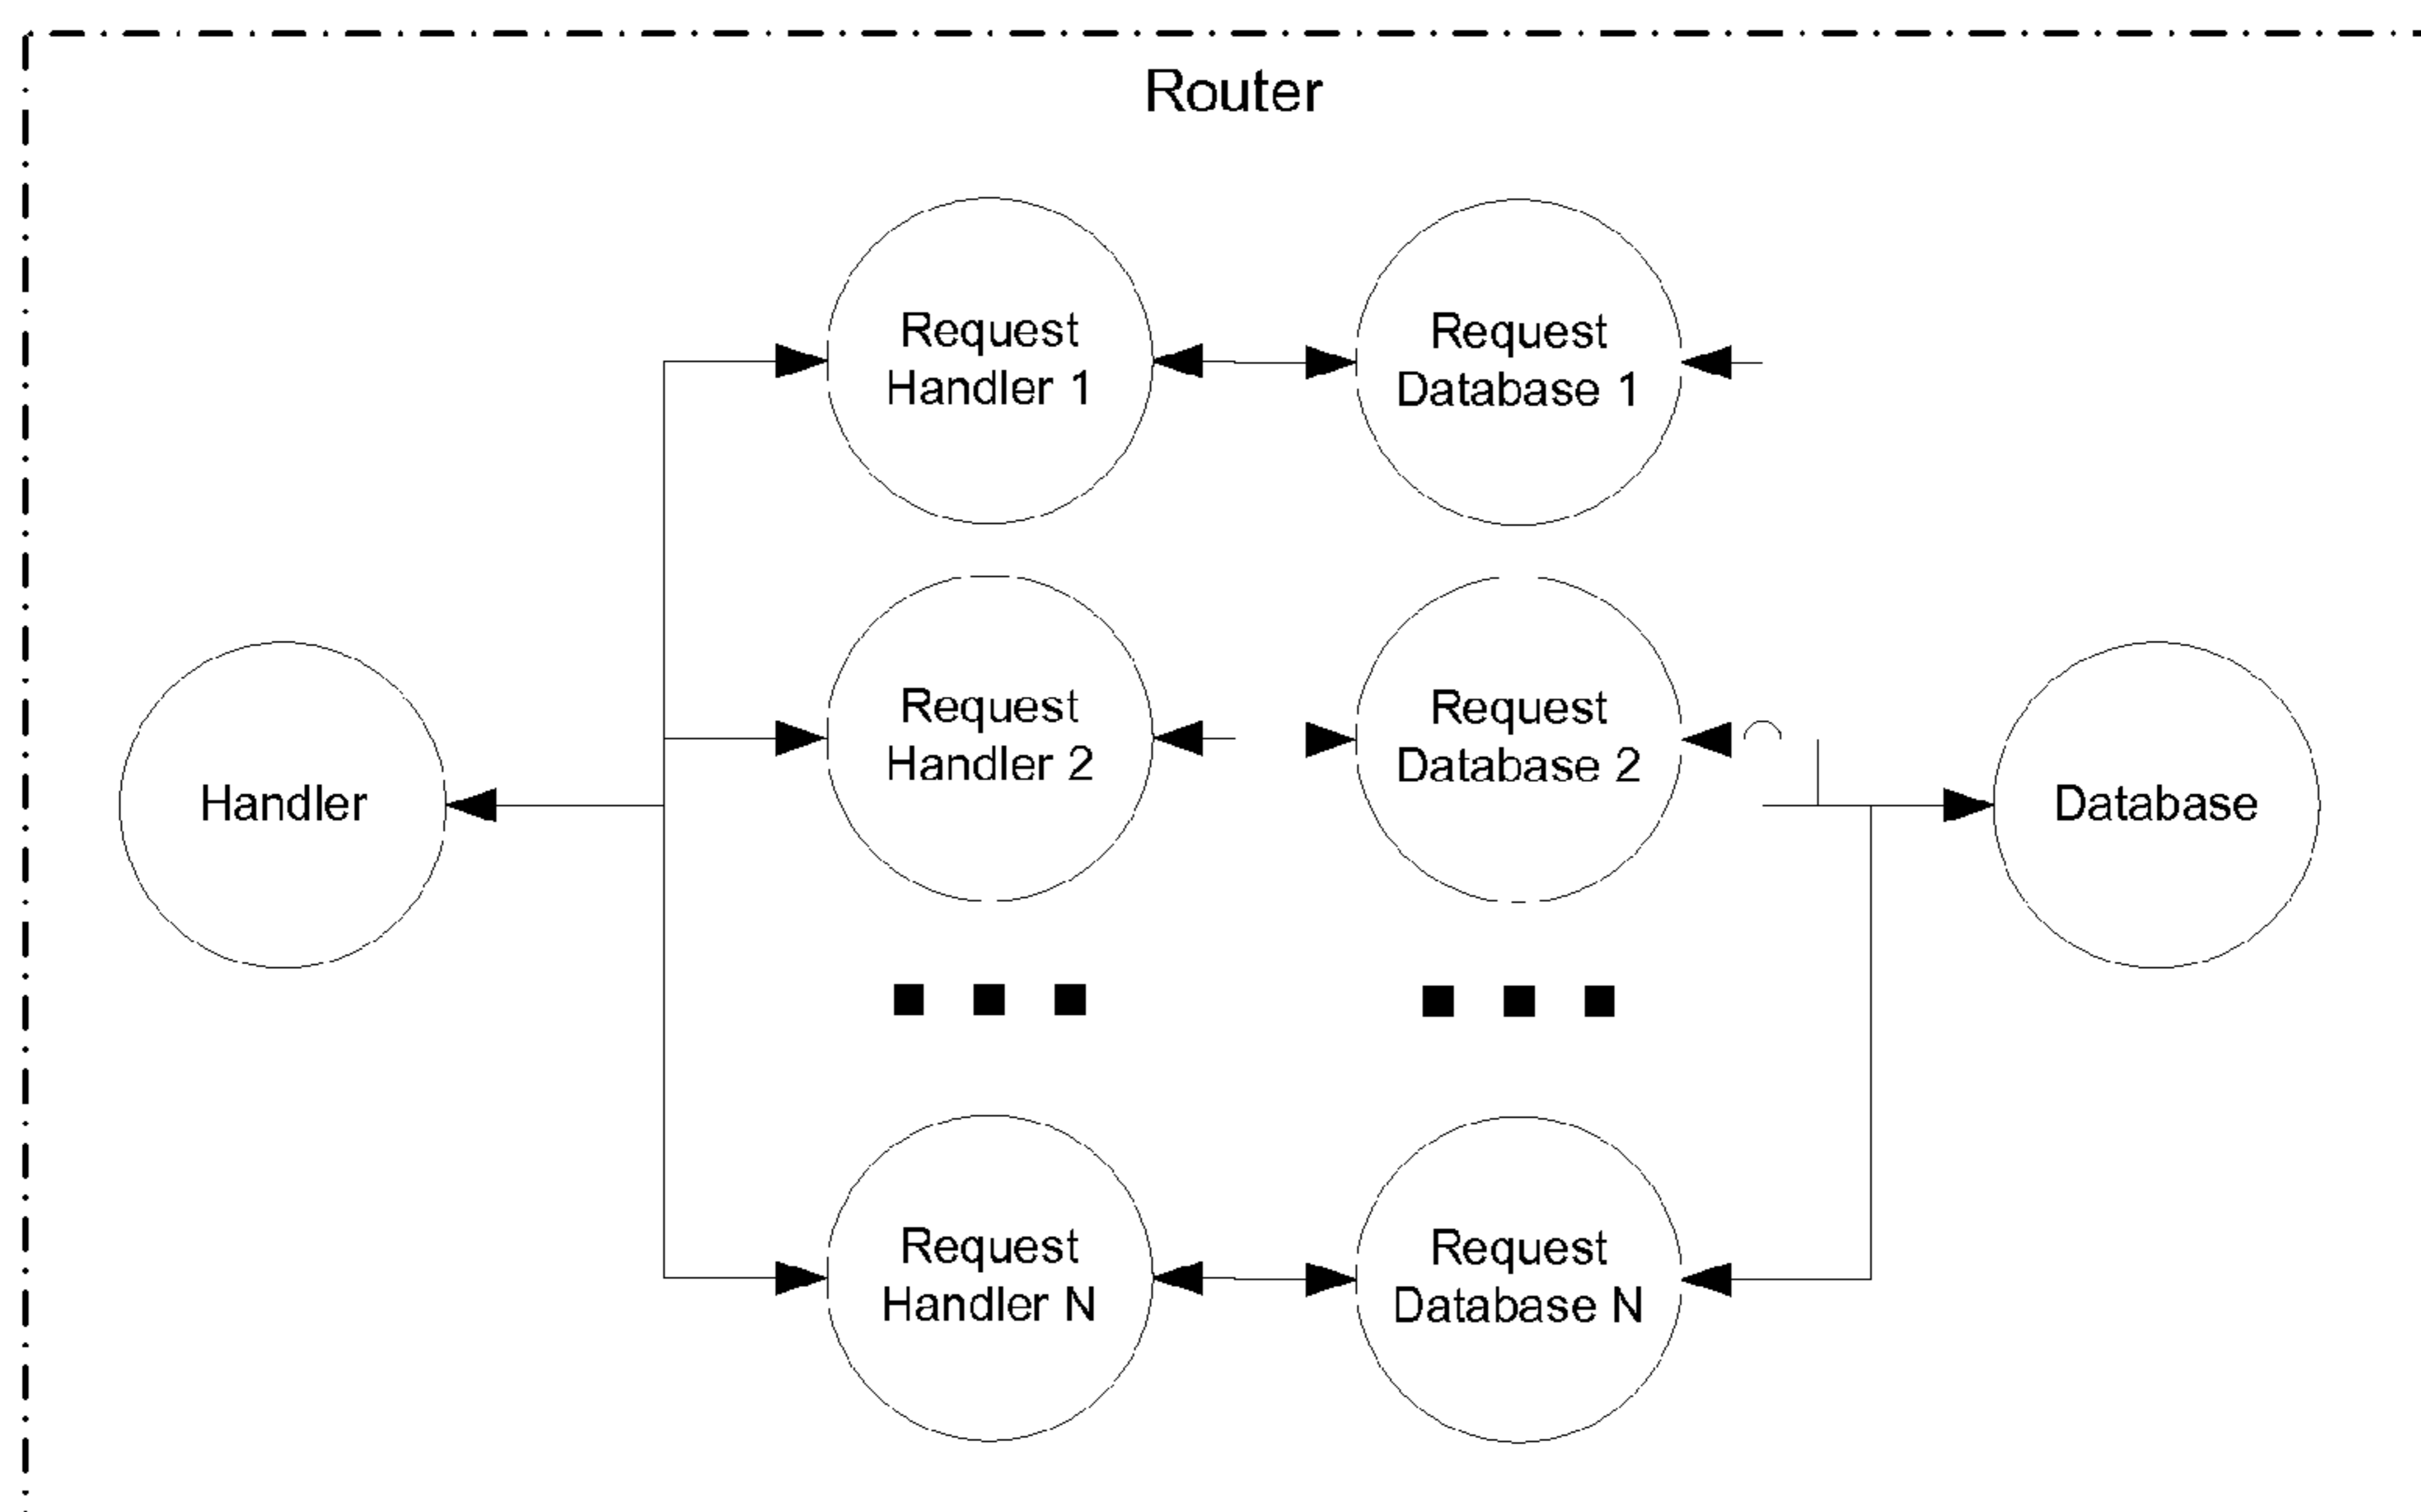 Router
Request
Handler 1
Request
Database 1
Request
Handler 2
Request
Database 2
Handler
Database
Request
Handler N
Request
Database N